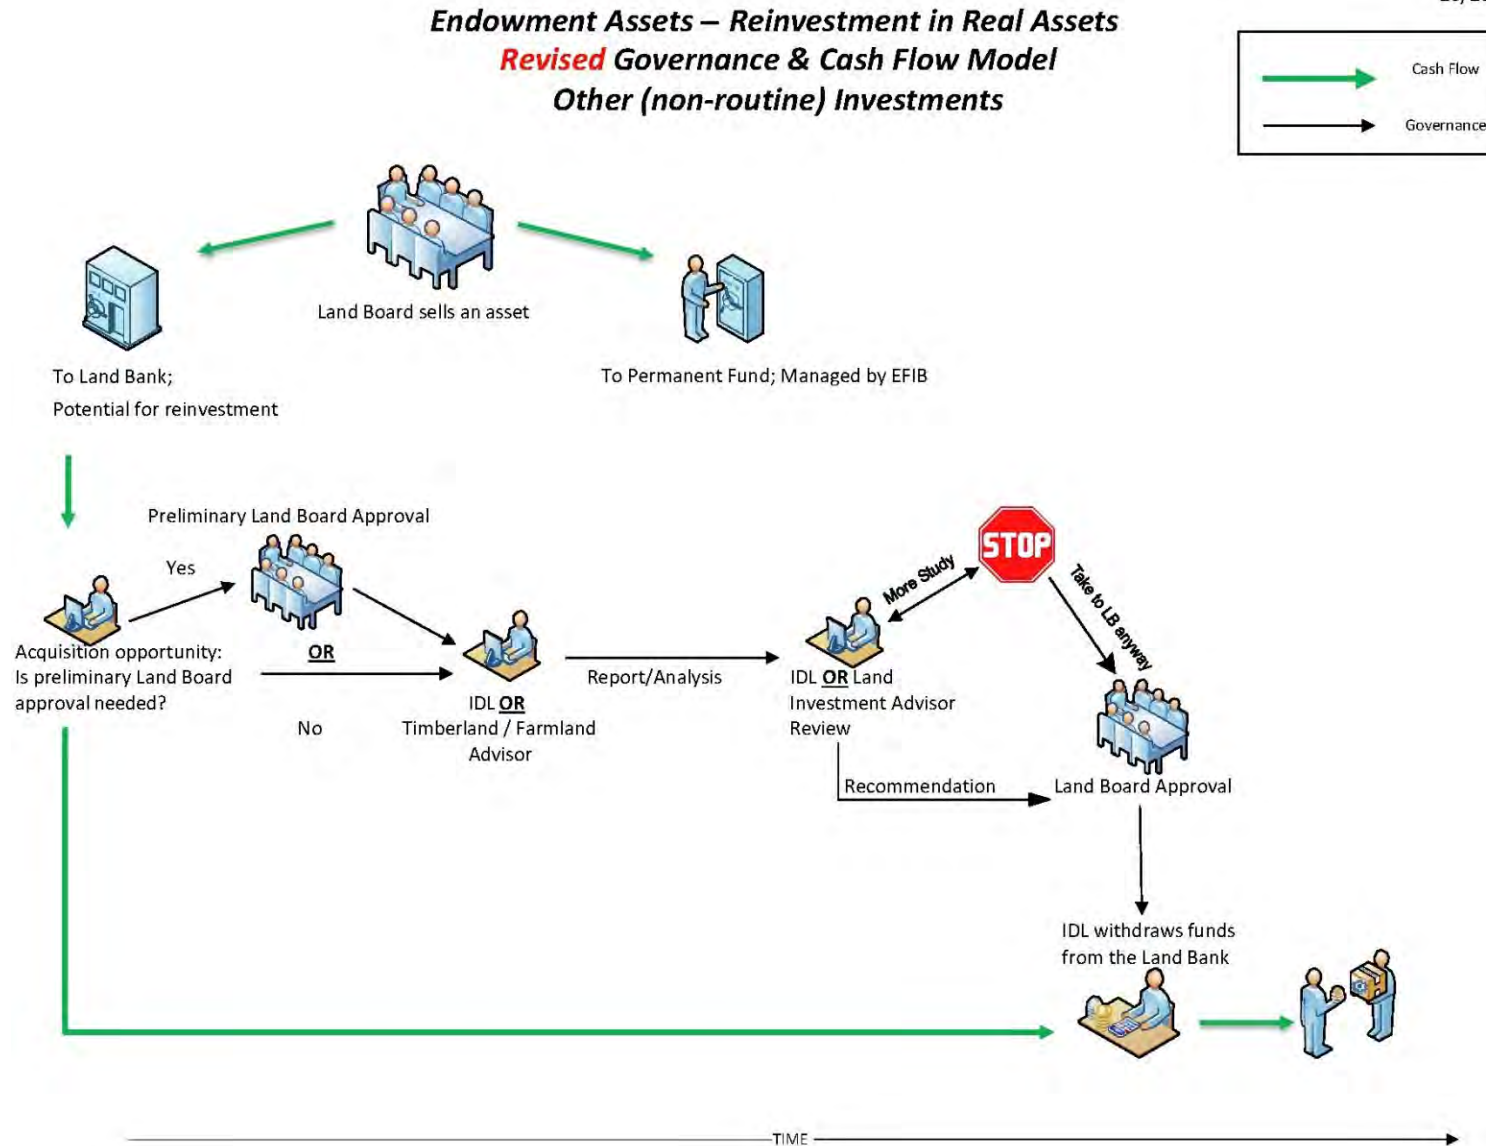 Endowment Assets – Reinvestment in Real Assets
Revised Governance & Cash Flow Model
Other (non-routine) Investments
Cash Flow
Governance
Land Board sells an asset
To Land Bank;
Potential for reinvestment
To Permanent Fund; Managed by EFIB
Preliminary Land Board Approval
Yes
STOP
More Study
Take to LB anyway
Acquisition opportunity:
Is preliminary Land Board
approval needed?
OR
No
IDL OR
Timberland / Farmland
Advisor
Report/Analysis
IDL OR Land
Investment Advisor
Review
Recommendation
Land Board Approval
IDL withdraws funds
from the Land Bank
TIME